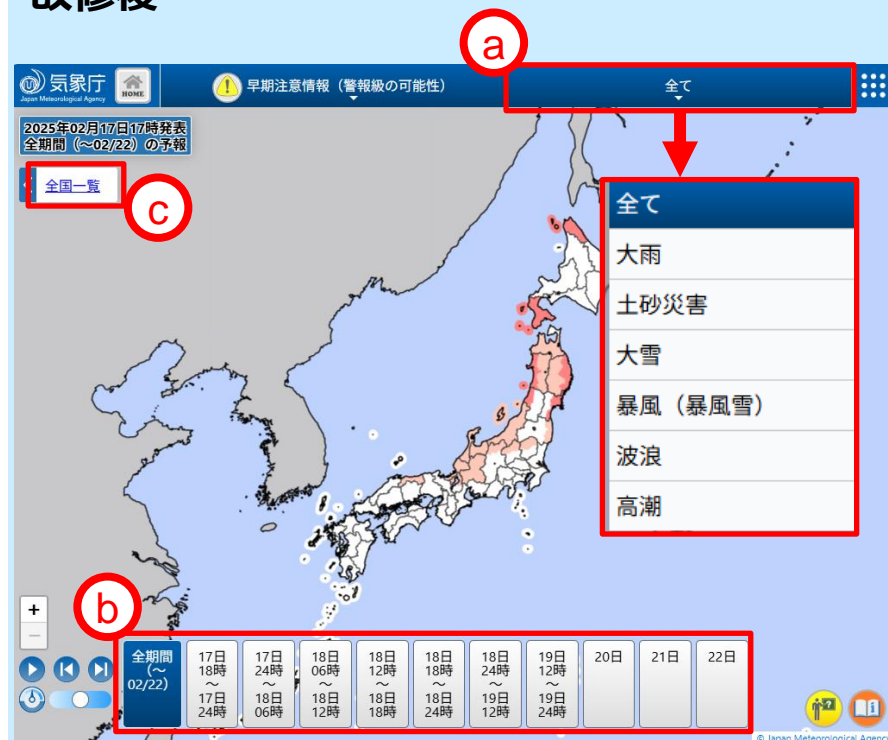 改修後
a
気象庁
Japan Meteorological Agency
HOME
早期注意情報（警報級の可能性）
全て
2025年02月17日17時発表
全期間（～02/22）の予報
全国一覧
c
全て
大雨
土砂災害
大雪
暴風（暴風雪）
波浪
高潮
b
+
−
全期間
（～
02/22）
17日
18時
～
17日
24時
17日
24時
～
18日
06時
18日
06時
～
18日
12時
18日
12時
～
18日
18時
18日
18時
～
18日
24時
18日
24時
～
19日
12時
19日
12時
～
19日
24時
20日
21日
22日
© Japan Meteorological Agency